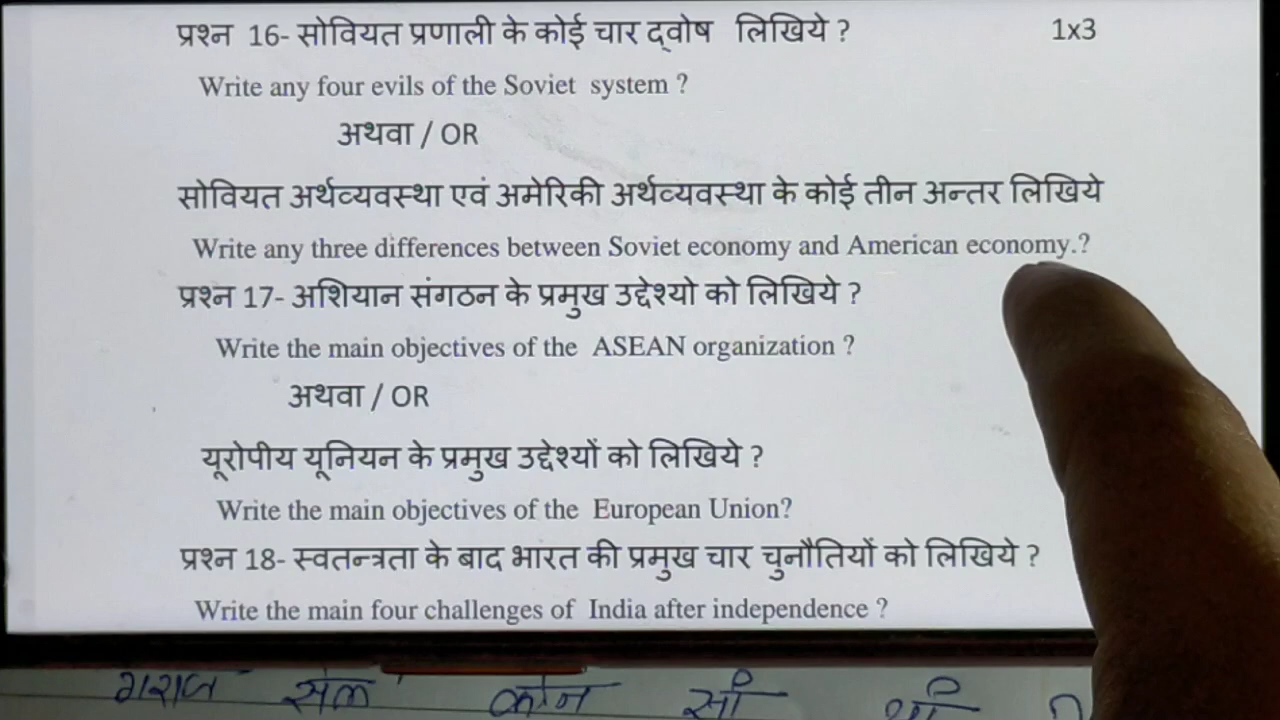 प्रश्न 16- सोवियत प्रणाली के कोई चार द्वोष लिखिये ? 1x3
Write any four evils of the Soviet system ?
अथवा / OR
सोवियत अर्थव्यवस्था एवं अमेरिकी अर्थव्यवस्था के कोई तीन अन्तर लिखिये
Write any three differences between Soviet economy and American economy.?
प्रश्न 17- अशियान संगठन के प्रमुख उद्देश्यो को लिखिये ?
Write the main objectives of the ASEAN organization ?
अथवा / OR
यूरोपीय यूनियन के प्रमुख उद्देश्यों को लिखिये ?
Write the main objectives of the European Union?
प्रश्न 18- स्वतन्त्रता के बाद भारत की प्रमुख चार चुनौतियों को लिखिये ?
Write the main four challenges of India after independence ?
कोन सी थी